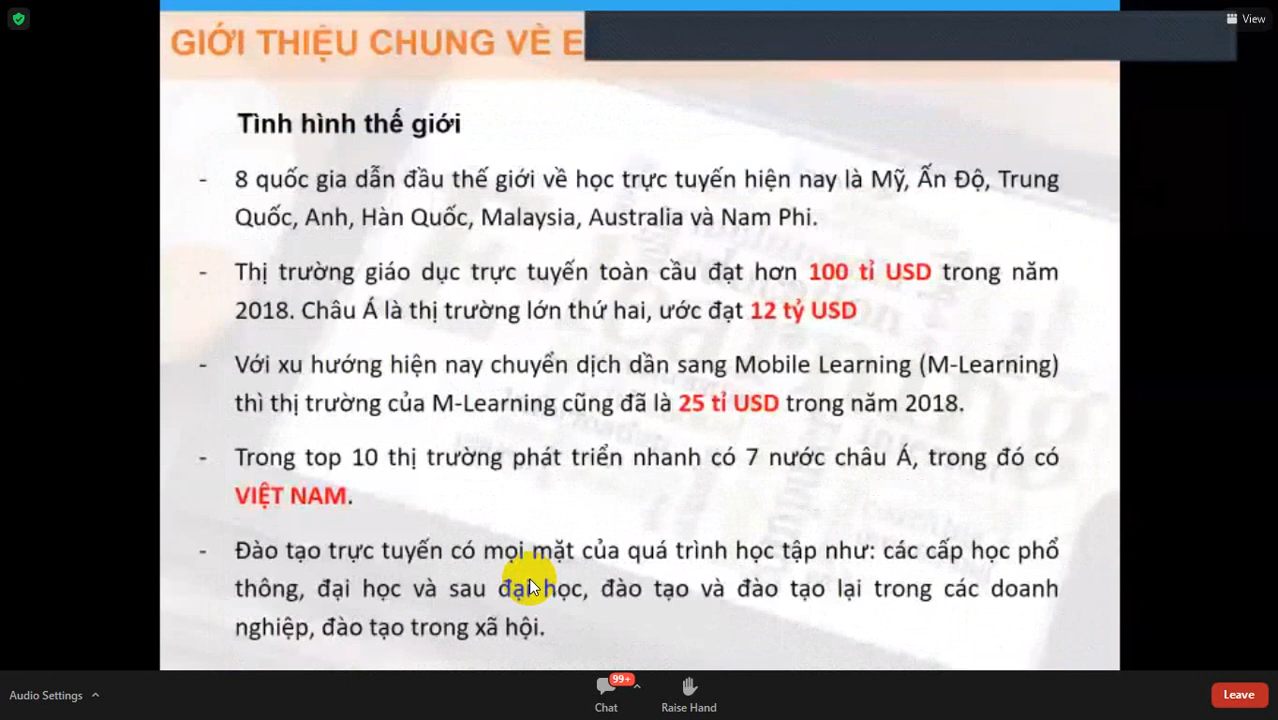 View
GIỚI THIỆU CHUNG VỀ E
Tình hình thế giới
- 8 quốc gia dẫn đầu thế giới về học trực tuyến hiện nay là Mỹ, Ấn Độ, Trung
Quốc, Anh, Hàn Quốc, Malaysia, Australia và Nam Phi.
- Thị trường giáo dục trực tuyến toàn cầu đạt hơn 100 tỉ USD trong năm
2018. Châu Á là thị trường lớn thứ hai, ước đạt 12 tỷ USD
- Với xu hướng hiện nay chuyển dịch dần sang Mobile Learning (M-Learning)
thì thị trường của M-Learning cũng đã là 25 tỉ USD trong năm 2018.
- Trong top 10 thị trường phát triển nhanh có 7 nước châu Á, trong đó có
VIỆT NAM.
- Đào tạo trực tuyến có mọi mặt của quá trình học tập như: các cấp học phổ
thông, đại học và sau đại học, đào tạo và đào tạo lại trong các doanh
nghiệp, đào tạo trong xã hội.
Audio Settings
99+
Chat
Raise Hand
Leave